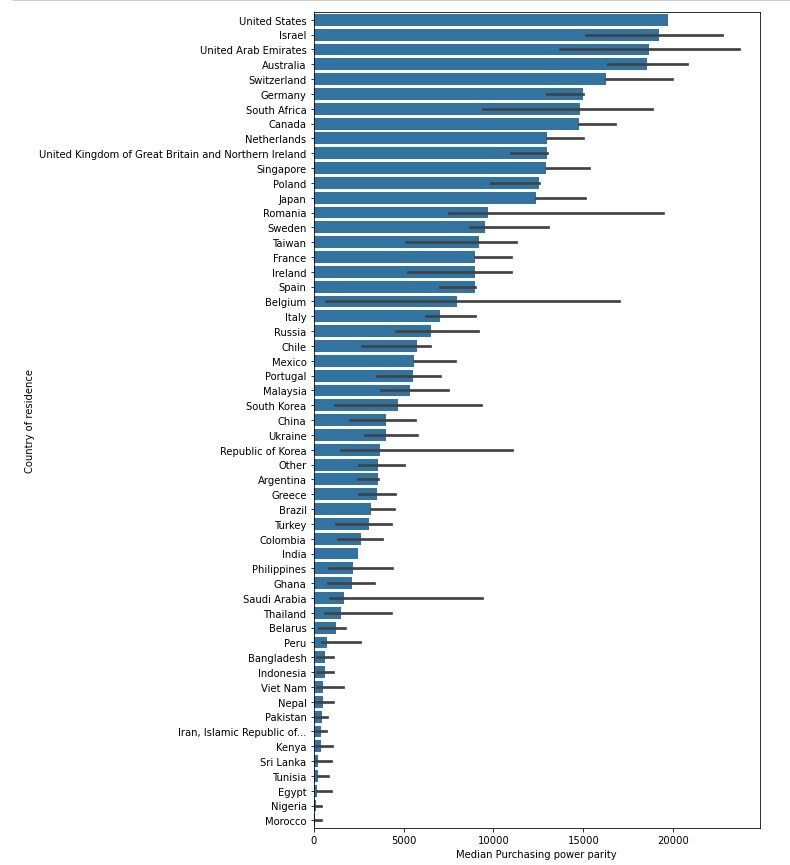 United States
Israel
United Arab Emirates
Australia
Switzerland
Germany
South Africa
Canada
Netherlands
United Kingdom of Great Britain and Northern Ireland
Singapore
Poland
Japan
Romania
Sweden
Taiwan
France
Ireland
Spain
Belgium
Italy
Russia
Chile
Mexico
Portugal
Malaysia
South Korea
China
Ukraine
Republic of Korea
Other
Argentina
Greece
Brazil
Turkey
Colombia
India
Philippines
Ghana
Saudi Arabia
Thailand
Belarus
Peru
Bangladesh
Indonesia
Viet Nam
Nepal
Pakistan
Iran, Islamic Republic of...
Kenya
Sri Lanka
Tunisia
Egypt
Nigeria
Morocco
Country of residence
0 5000 10000 15000 20000
Median Purchasing power parity